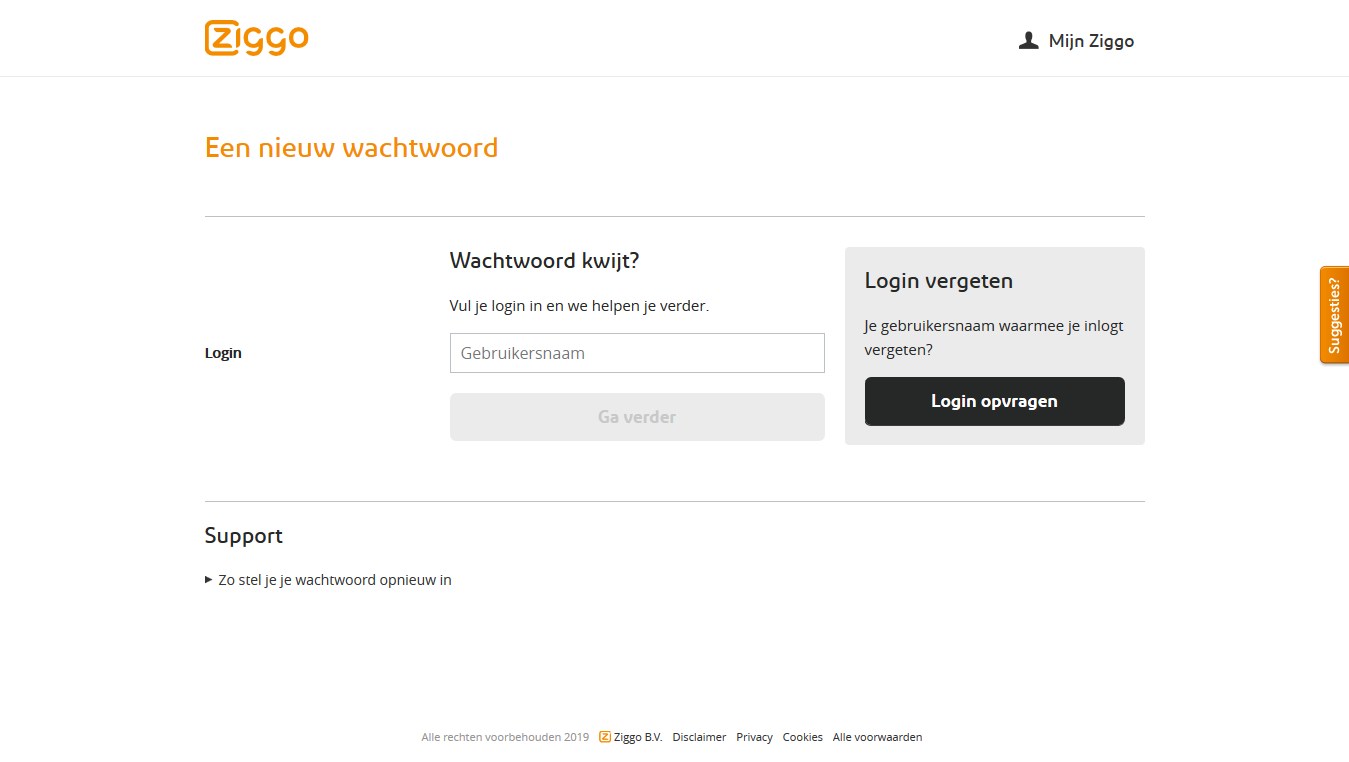 ziggo
Mijn Ziggo
Een nieuw wachtwoord
Wachtwoord kwijt?
Vul je login in en we helpen je verder.
Login
Gebruikersnaam
Ga verder
Login vergeten
Je gebruikersnaam waarmee je inlogt
vergeten?
Login opvragen
Suggesties?
Support
Zo stel je je wachtwoord opnieuw in
Alle rechten voorbehouden 2019 Ziggo B.V. Disclaimer Privacy Cookies Alle voorwaarden